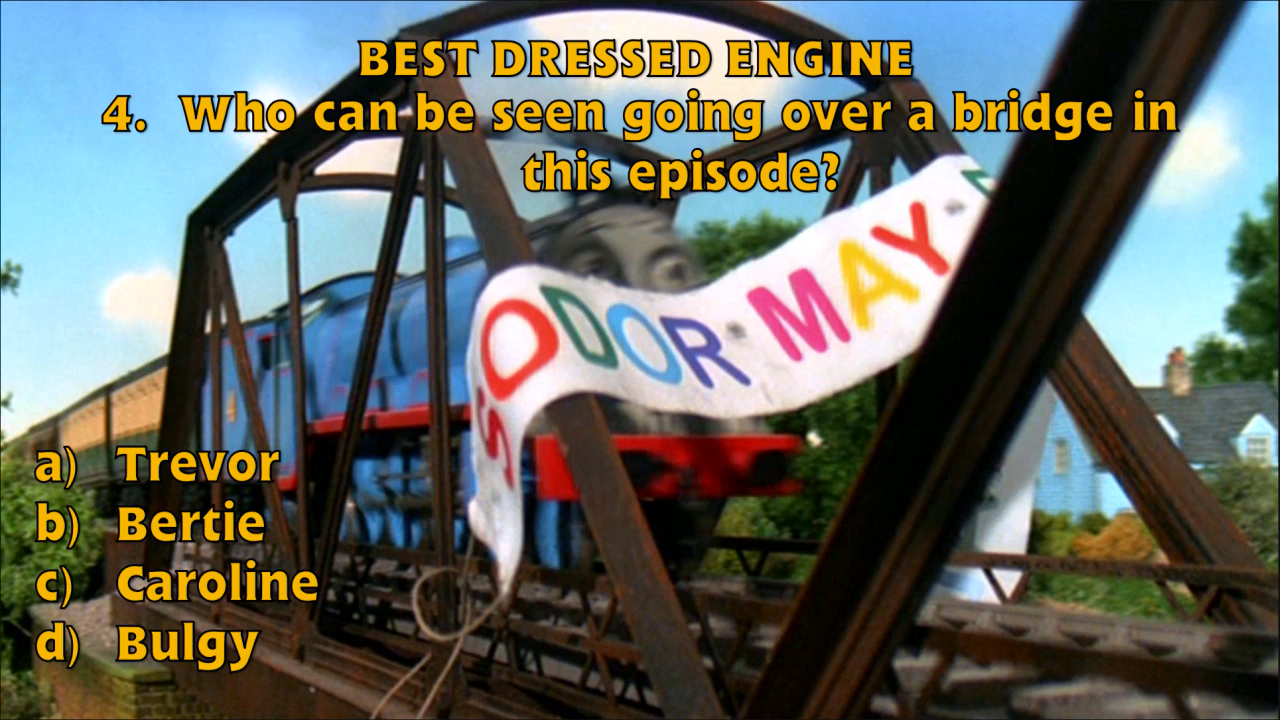 BEST DRESSED ENGINE
4. Who can be seen going over a bridge in
this episode?
SODOR MAY
a) Trevor
b) Bertie
c) Caroline
d) Bulgy